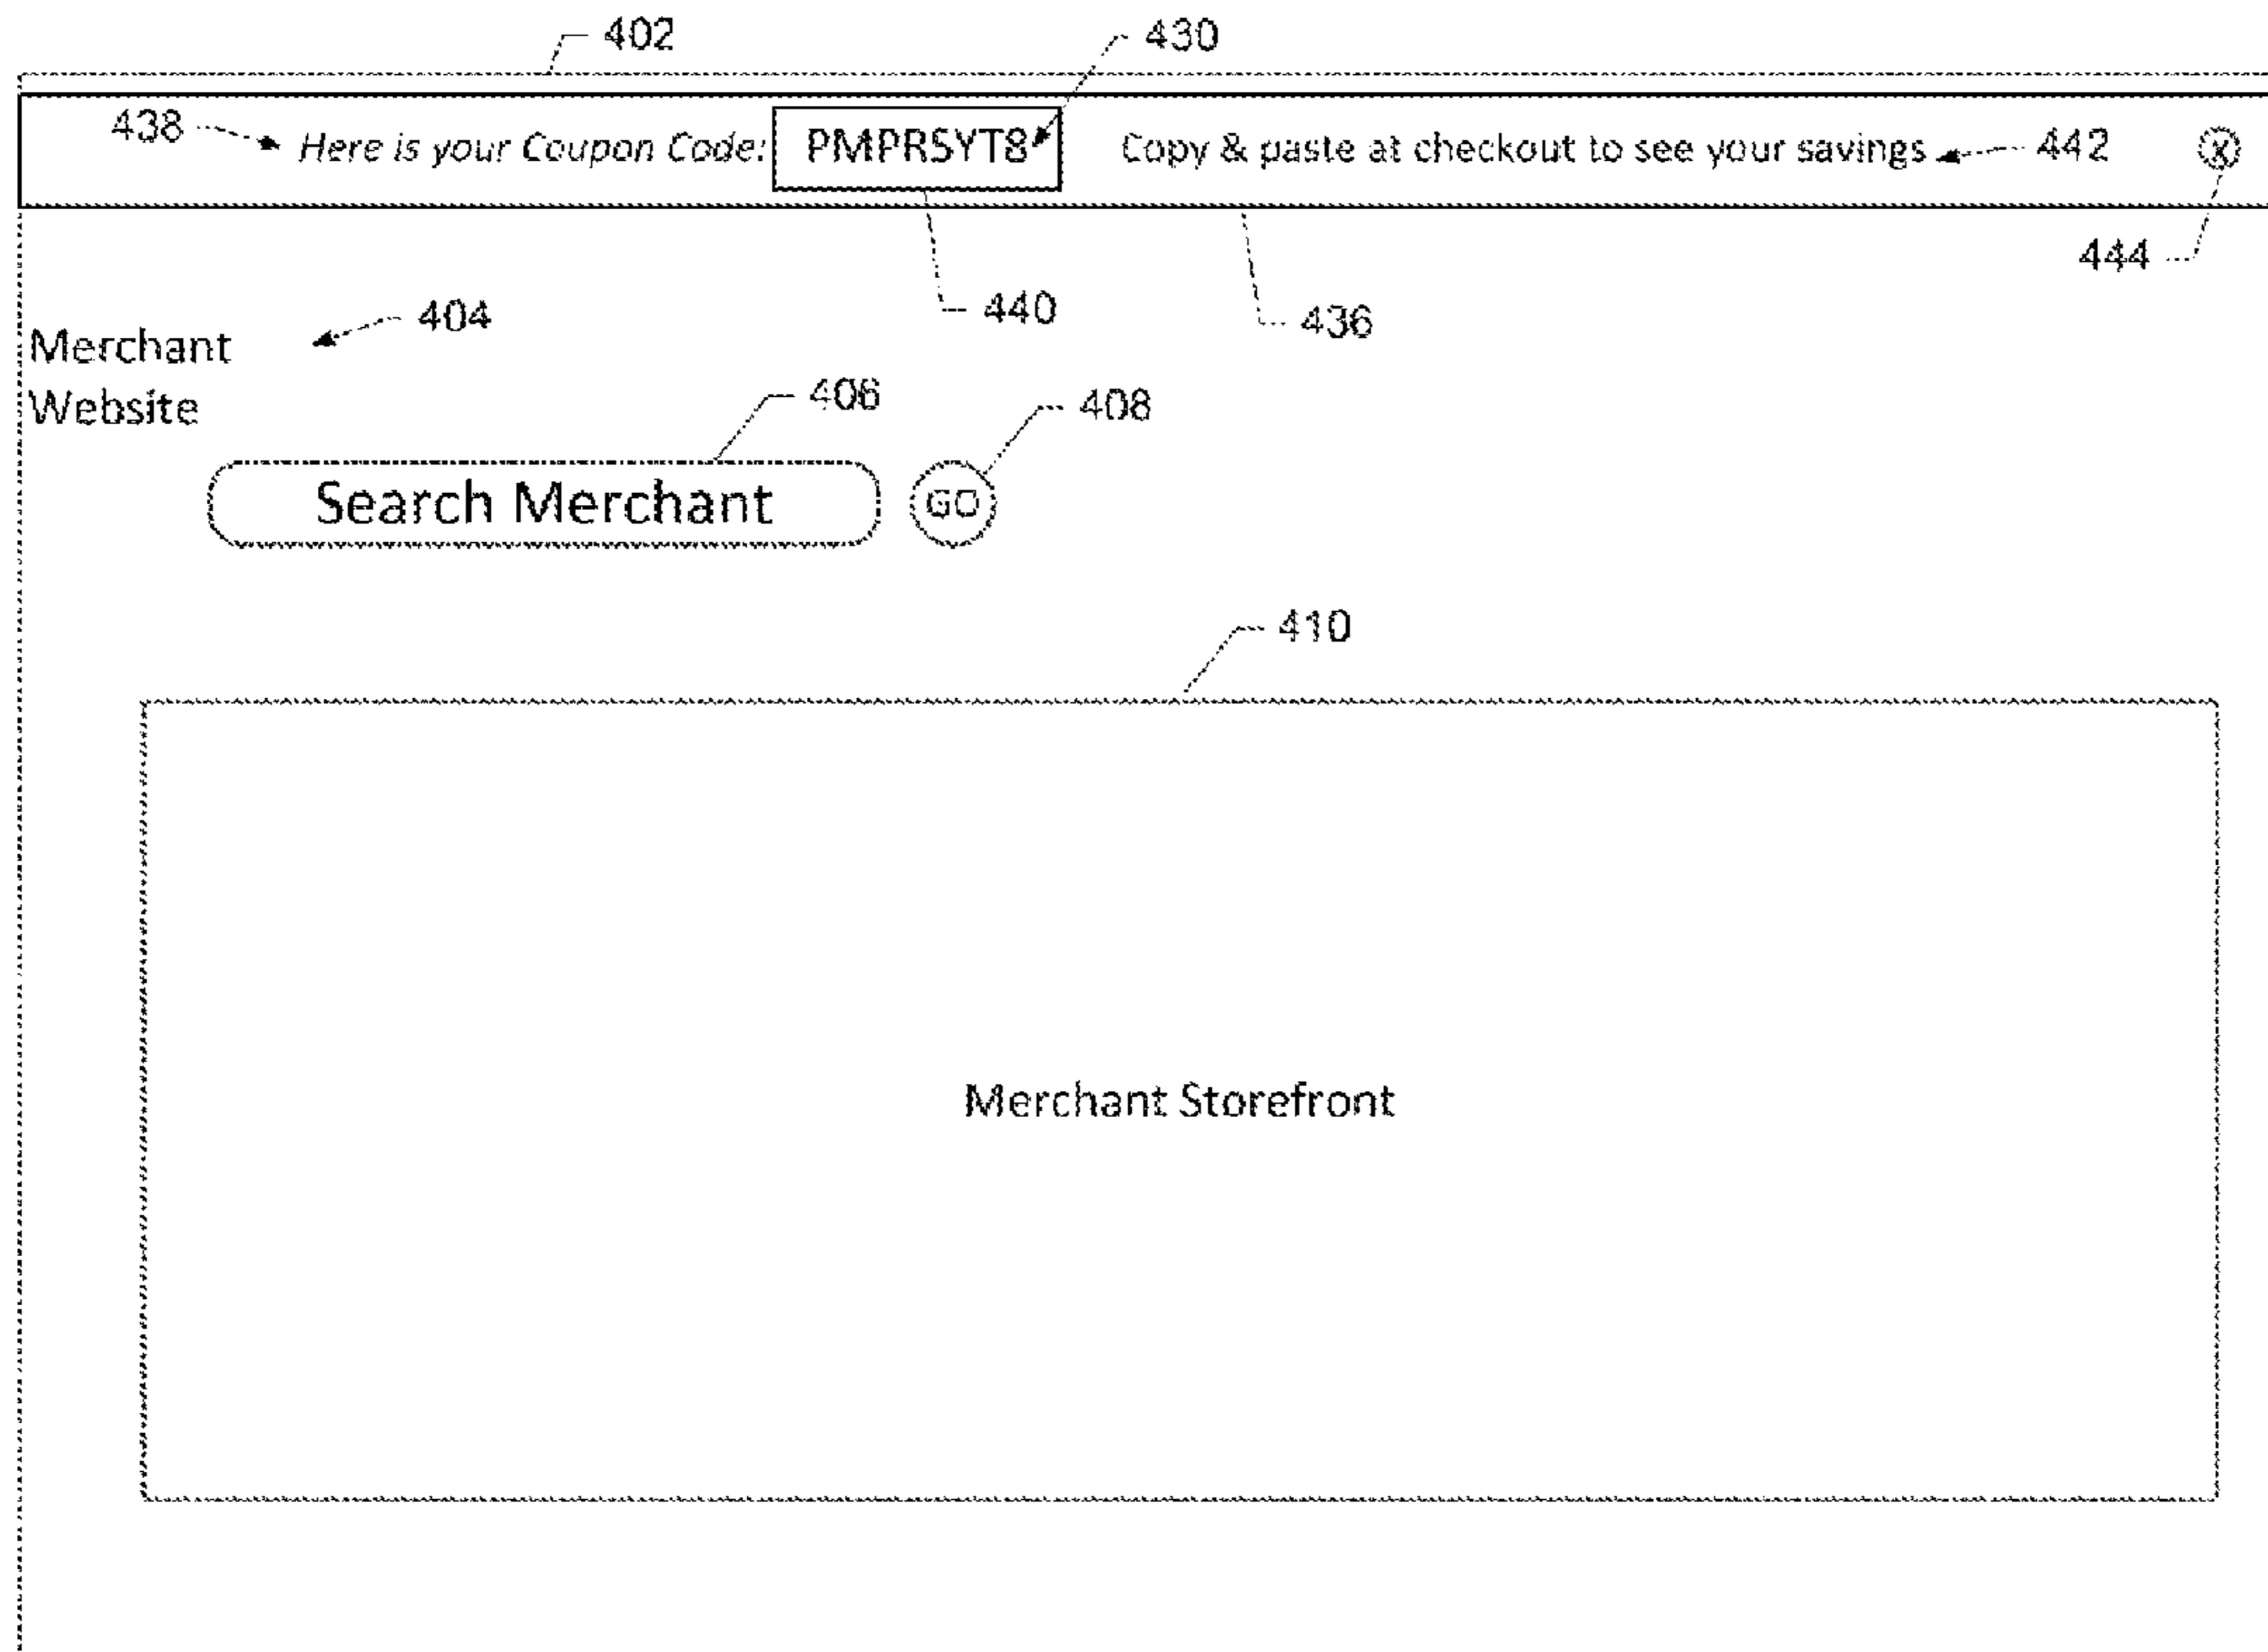 402
430
438 Here is your Coupon Code: PMPRSYT8 Copy & paste at checkout to see your savings 442 X
444
440
436
404
Merchant
Website
406
408
Search Merchant GO
410
Merchant Storefront